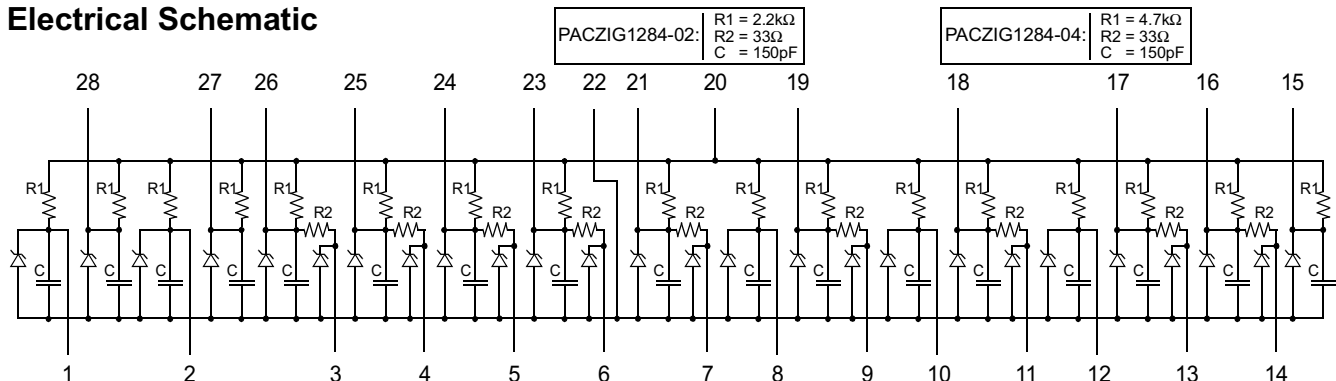 Electrical Schematic
PACZIG1284-02:
R1 = 2.2kΩ
R2 = 33Ω
C = 150pF
PACZIG1284-04:
R1 = 4.7kΩ
R2 = 33Ω
C = 150pF
28 27 26 25 24 23 22 21 20 19 18 17 16 15
R1 R1 R1 R1 R1 R1 R1 R1 R1 R1 R1 R1 R1 R1 R1 R1 R1
R2 R2 R2 R2 R2 R2 R2 R2 R2
C C C C C C C C C C C C C C C C C
1 2 3 4 5 6 7 8 9 10 11 12 13 14